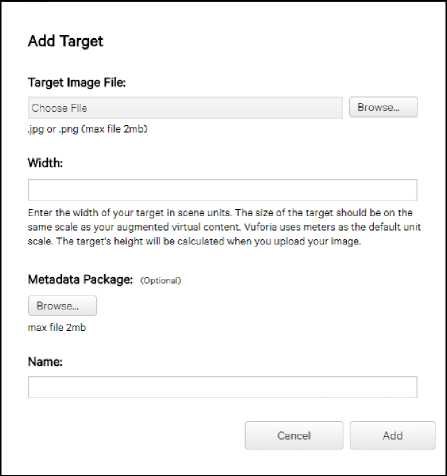 Add Target
Target Image File:
Choose File
Browse...
.jpg or .png (max file 2mb)
Width:
Enter the width of your target in scene units. The size of the target should be on the
same scale as your augmented virtual content. Vuforia uses meters as the default unit
scale. The target's height will be calculated when you upload your image.
Metadata Package: (Optional)
Browse...
max file 2mb
Name:
Cancel
Add